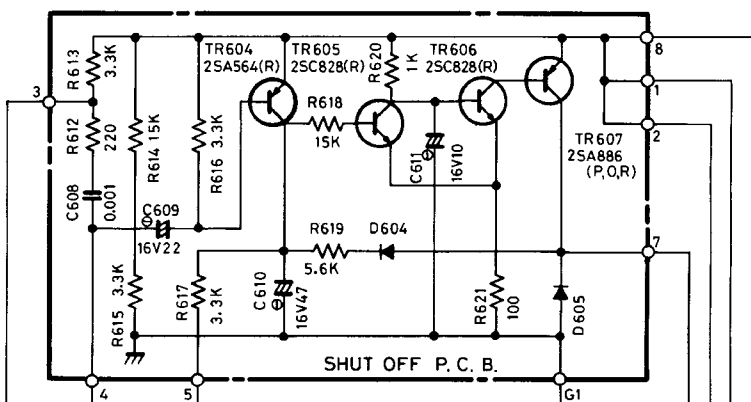 TR604
2SA564(R)
TR605
2SC828(R)
R620
1K
TR606
2SC828(R)
8
R613
3.3K
3
1
R612
220
R614 15K
R616 3.3K
R618
15K
C611
16V10
2
TR607
2SA886
(P,O,R)
C608
0.001
⊖ C609
16V22
R619
5.6K
D604
7
R615
3.3K
R617
3.3K
C610
⊖
16V47
R621
100
D605
⊖
SHUT OFF P. C. B.
4
5
G1